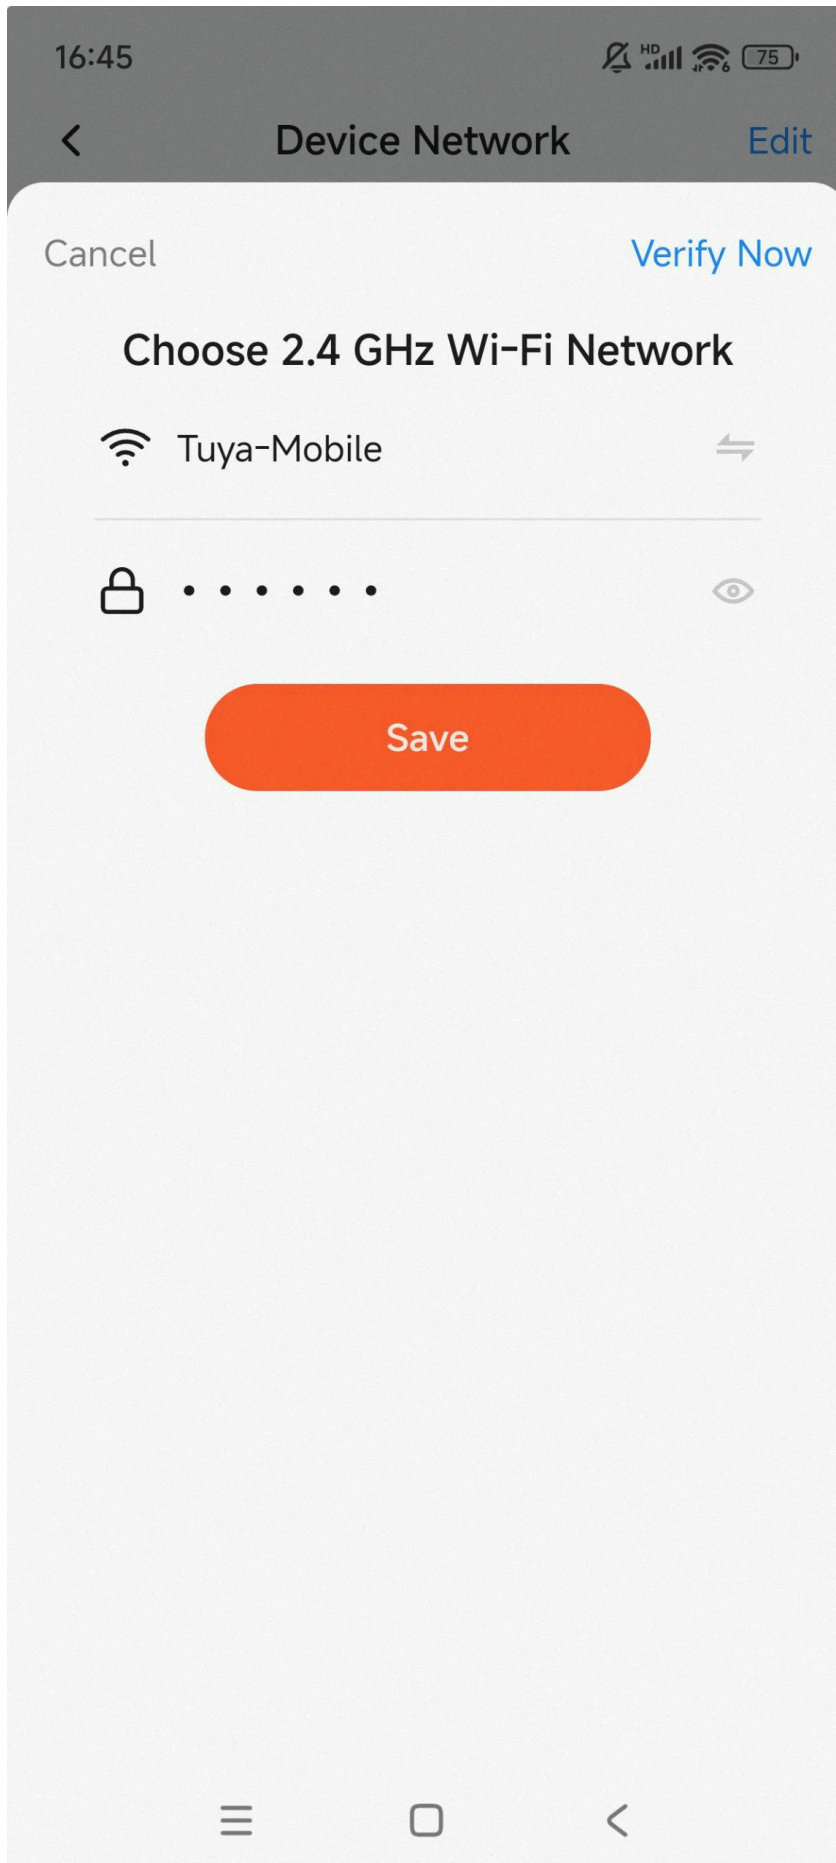 16:45 HD 6 75
Device Network Edit
Cancel Verify Now
Choose 2.4 GHz Wi-Fi Network
Tuya-Mobile
••••••
Save